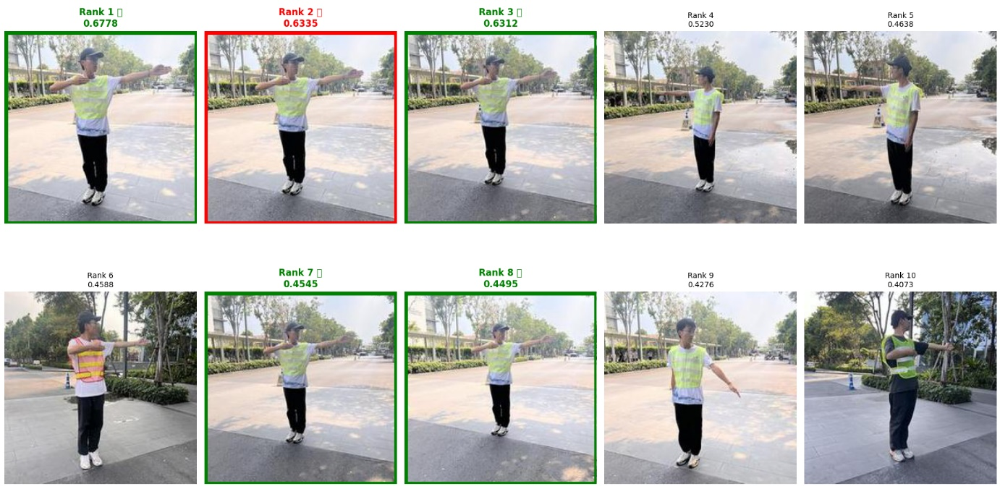 Rank 1
0.6778
Rank 2
0.6335
Rank 3
0.6312
Rank 4
0.5230
Rank 5
0.4638
Rank 6
0.4588
Rank 7
0.4545
Rank 8
0.4495
Rank 9
0.4276
Rank 10
0.4073